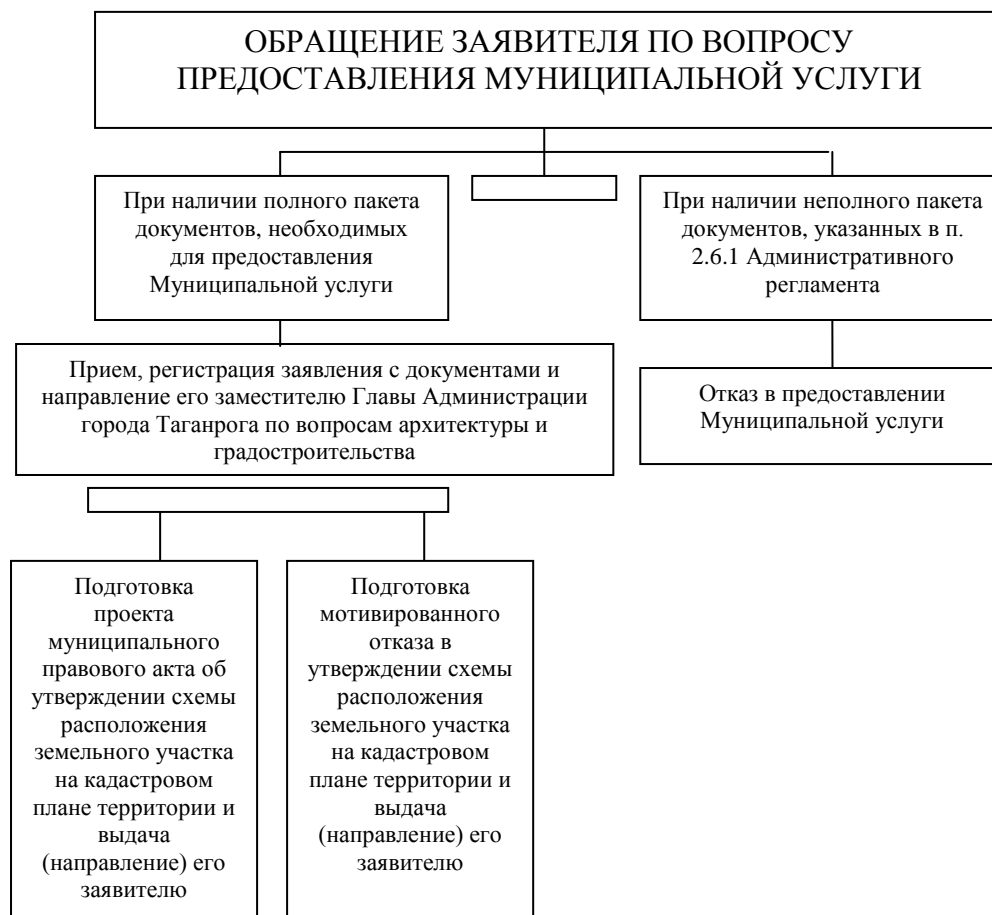 ОБРАЩЕНИЕ ЗАЯВИТЕЛЯ ПО ВОПРОСУ
ПРЕДОСТАВЛЕНИЯ МУНИЦИПАЛЬНОЙ УСЛУГИ
При наличии полного пакета
документов, необходимых
для предоставления
Муниципальной услуги
При наличии неполного пакета
документов, указанных в п.
2.6.1 Административного
регламента
Прием, регистрация заявления с документами и
направление его заместителю Главы Администрации
города Таганрога по вопросам архитектуры и
градостроительства
Отказ в предоставлении
Муниципальной услуги
Подготовка
проекта
муниципального
правового акта об
утверждении схемы
расположения
земельного участка
на кадастровом
плане территории и
выдача
(направление) его
заявителю
Подготовка
мотивированного
отказа в
утверждении схемы
расположения
земельного участка
на кадастровом
плане территории и
выдача
(направление) его
заявителю